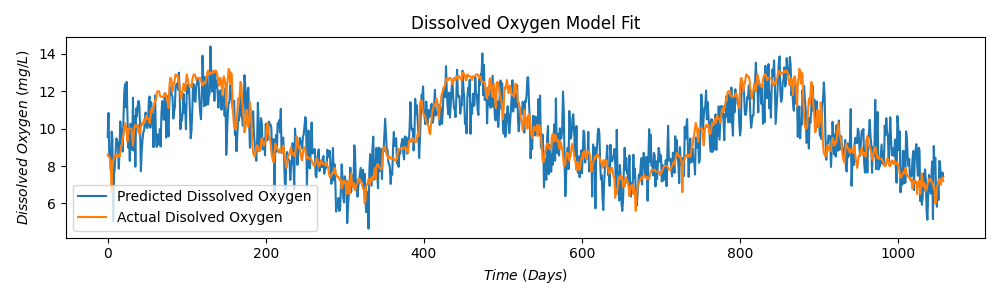 Dissolved Oxygen Model Fit
Dissolved Oxygen (mg/L)
14
12
10
8
6
Predicted Dissolved Oxygen
Actual Disolved Oxygen
0 200 400 600 800 1000
Time (Days)